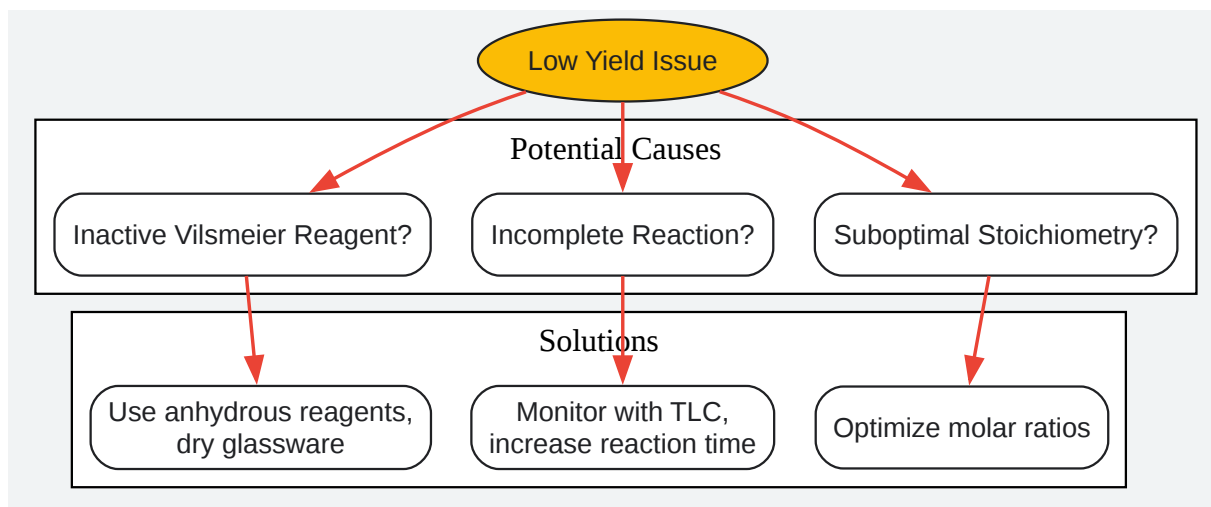 Low Yield Issue
Potential Causes
Inactive Vilsmeier Reagent?
Incomplete Reaction?
Suboptimal Stoichiometry?
Solutions
Use anhydrous reagents,
dry glassware
Monitor with TLC,
increase reaction time
Optimize molar ratios